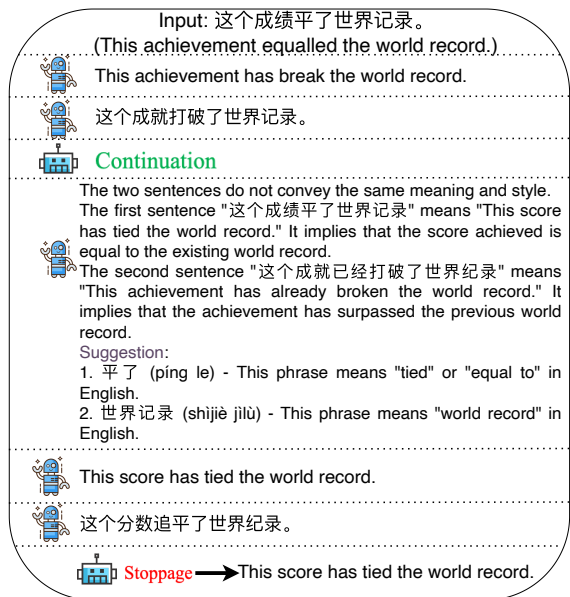 Input: 这个成绩平了世界记录。
(This achievement equalled the world record.)
This achievement has break the world record.
这个成就打破了世界记录。
Continuation
The two sentences do not convey the same meaning and style.
The first sentence "这个成绩平了世界记录" means "This score
has tied the world record." It implies that the score achieved is
equal to the existing world record.
The second sentence "这个成就已经打破了世界纪录" means
"This achievement has already broken the world record." It
implies that the achievement has surpassed the previous world
record.
Suggestion:
1. 平了 (píng le) - This phrase means "tied" or "equal to" in
English.
2. 世界记录 (shìjiè jìlù) - This phrase means "world record" in
English.
This score has tied the world record.
这个分数追平了世界纪录。
Stoppage This score has tied the world record.